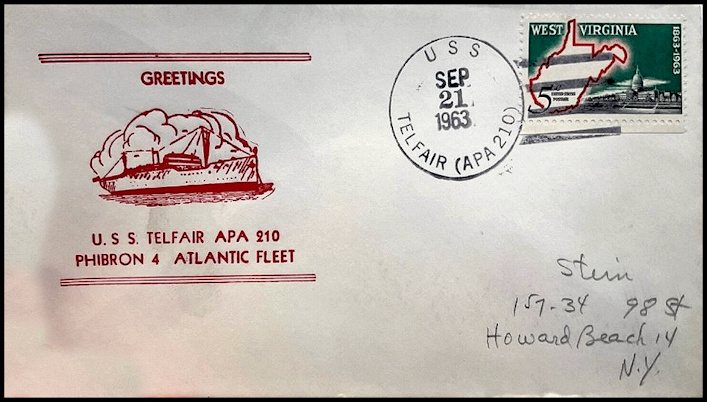 GREETINGS
U.S S. TELFAIR APA 210
PHIBRON 4 ATLANTIC FLEET
USS
SEP
21
1963
TELFAIR (APA 210)
WEST VIRGINIA
1863-1963
5¢
UNITED STATES
POSTAGE
Stein
157-34 98 St
Howard Beach 14
N.Y.